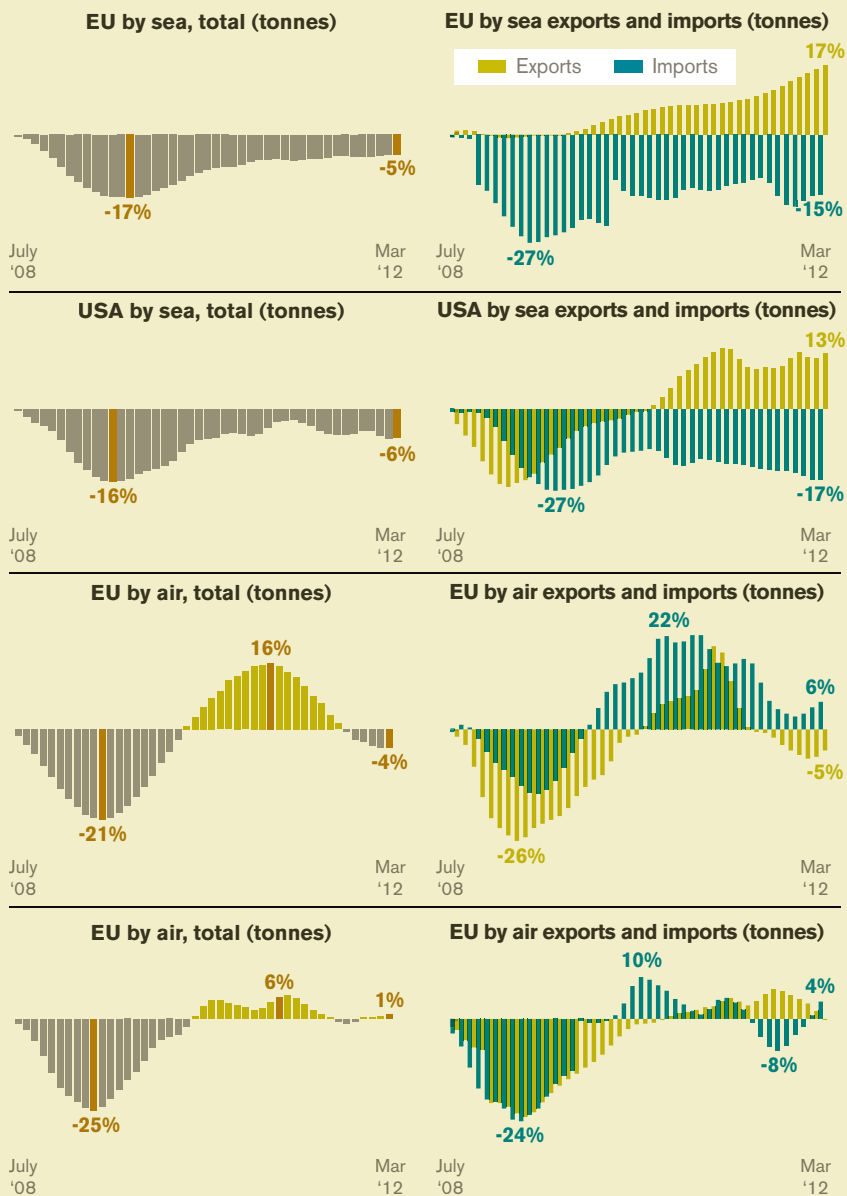 EU by sea, total (tonnes)
-17%
-5%
July
‘08
Mar
‘12
EU by sea exports and imports (tonnes)
Exports
Imports
17%
-27%
-15%
July
‘08
Mar
‘12
USA by sea, total (tonnes)
-16%
-6%
July
‘08
Mar
‘12
USA by sea exports and imports (tonnes)
13%
-27%
-17%
July
‘08
Mar
‘12
EU by air, total (tonnes)
16%
-21%
-4%
July
‘08
Mar
‘12
EU by air exports and imports (tonnes)
22%
6%
-5%
-26%
July
‘08
Mar
‘12
EU by air, total (tonnes)
6%
1%
-25%
July
‘08
Mar
‘12
EU by air exports and imports (tonnes)
10%
4%
-8%
-24%
July
‘08
Mar
‘12